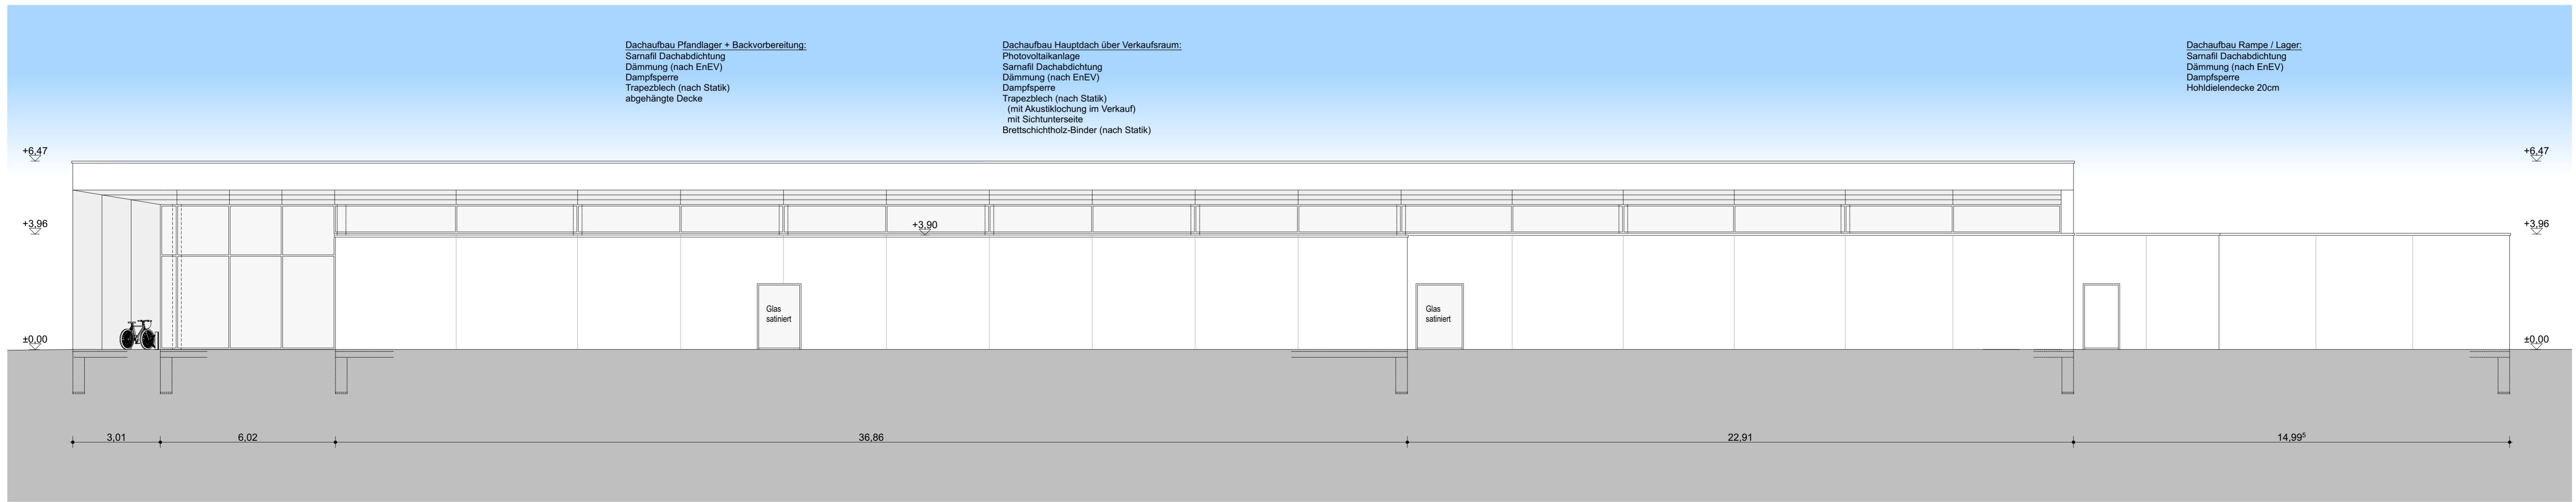 Dachaufbau Pfandlager + Backvorbereitung:
Sarnafil Dachabdichtung
Dämmung (nach EnEV)
Dampfsperre
Trapezblech (nach Statik)
abgehängte Decke
Dachaufbau Hauptdach über Verkaufsraum:
Photovoltaikanlage
Sarnafil Dachabdichtung
Dämmung (nach EnEV)
Dampfsperre
Trapezblech (nach Statik)
(mit Akustiklochung im Verkauf)
mit Sichtunterseite
Brettschichtholz-Binder (nach Statik)
Dachaufbau Rampe / Lager:
Sarnafil Dachabdichtung
Dämmung (nach EnEV)
Dampfsperre
Hohldielendecke 20cm
+6,47
+6,47
+3,96
+3,90
+3,96
Glas
satiniert
Glas
satiniert
±0,00
±0,00
3,01
6,02
36,86
22,91
14,99⁵